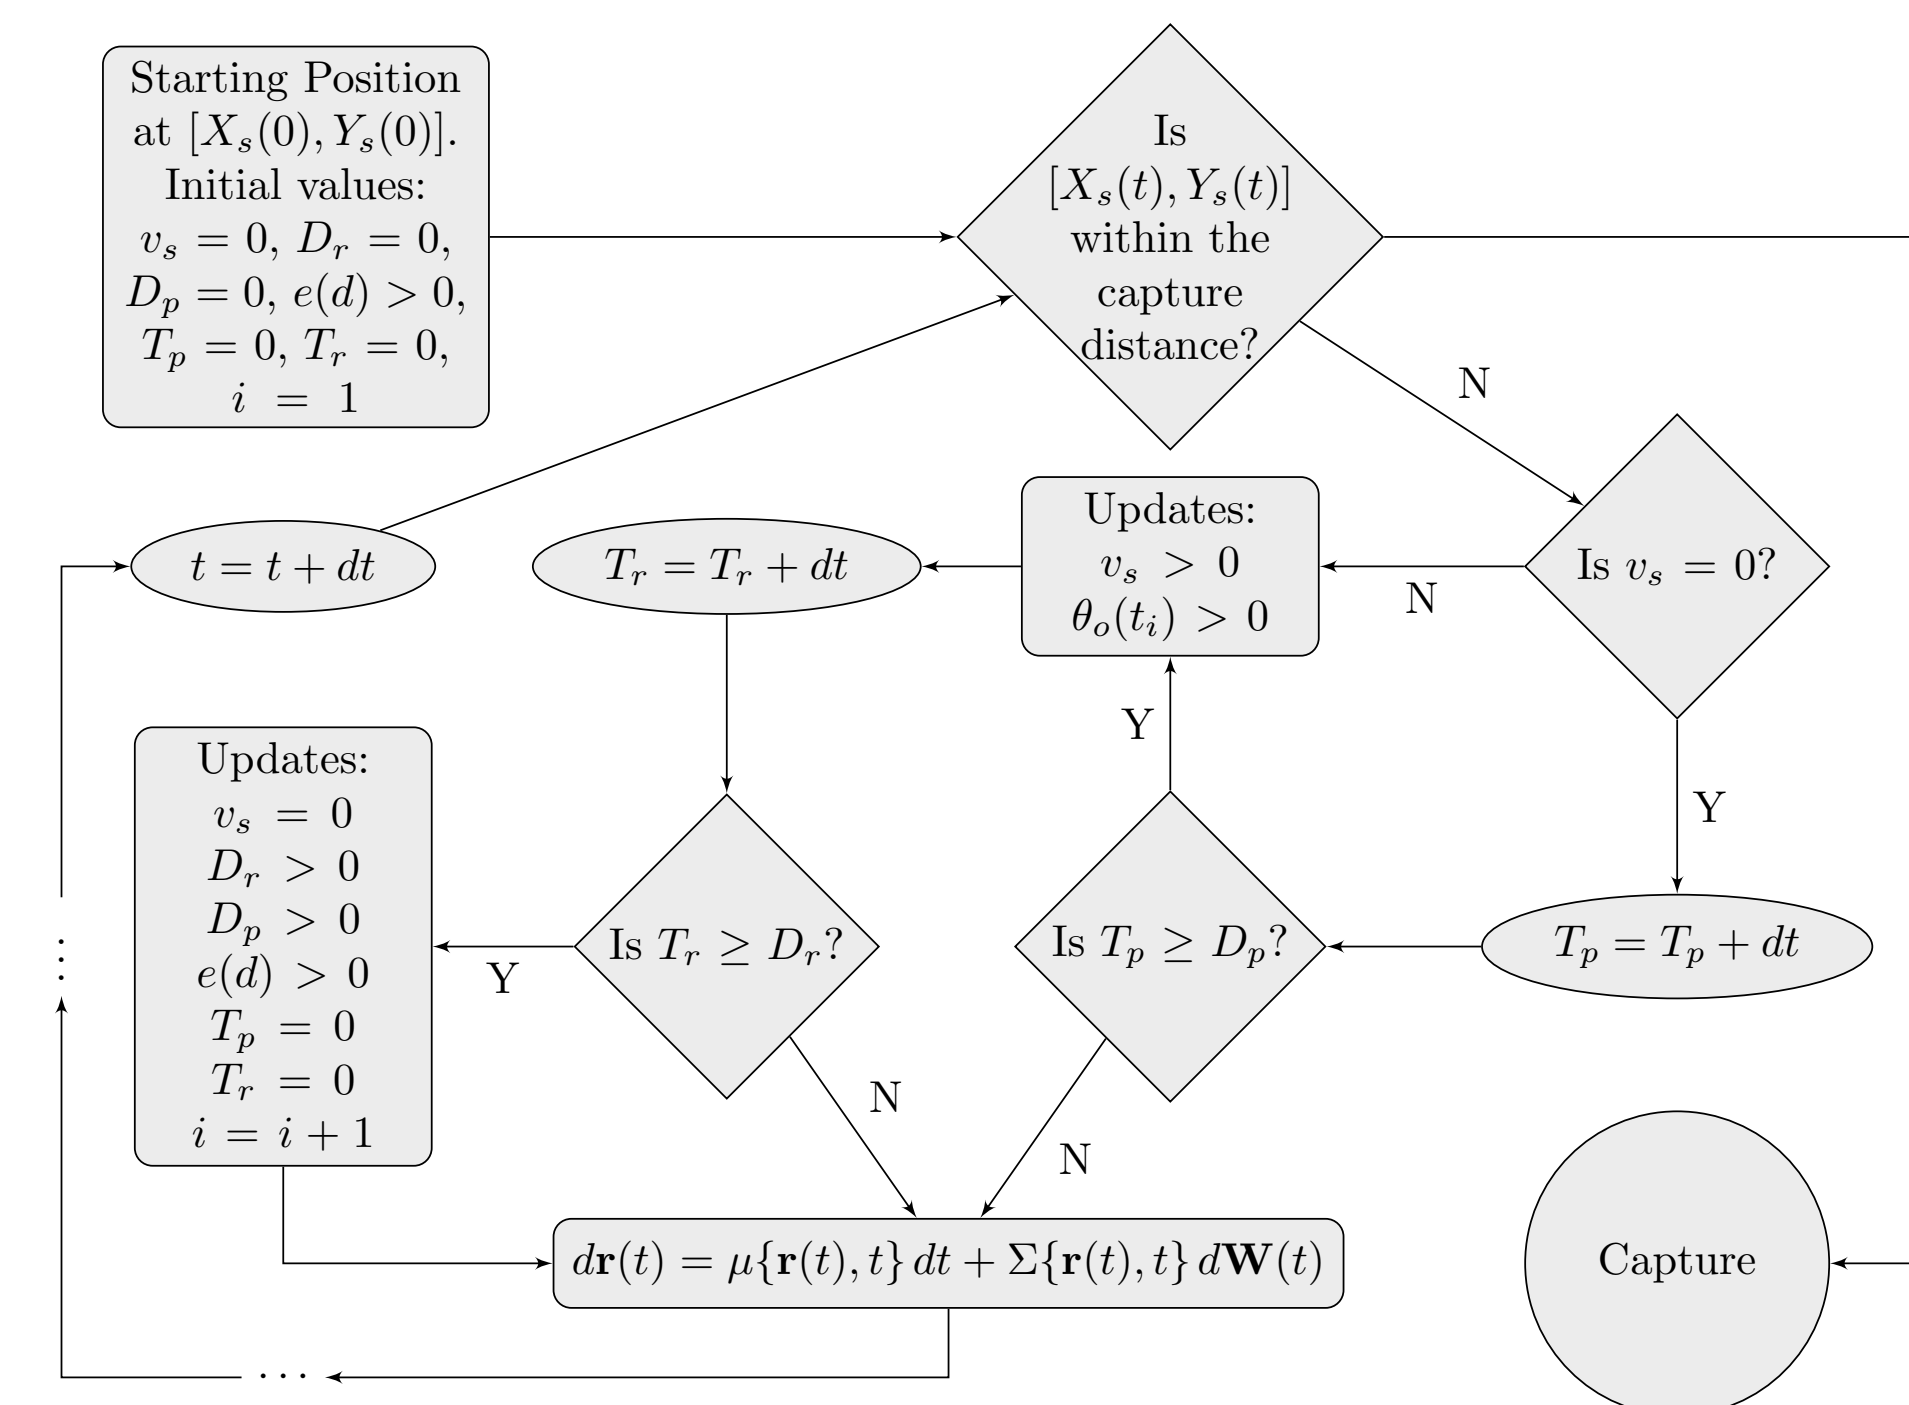 Starting Position
at [X_s(0), Y_s(0)].
Initial values:
v_s = 0, D_r = 0,
D_p = 0, e(d) > 0,
T_p = 0, T_r = 0,
i = 1
Is
[X_s(t), Y_s(t)]
within the
capture
distance?
N
t = t + dt
T_r = T_r + dt
Updates:
v_s > 0
θ_o(t_i) > 0
N
Is v_s = 0?
Y
Y
Updates:
v_s = 0
D_r > 0
D_p > 0
e(d) > 0
T_p = 0
T_r = 0
i = i + 1
Y
Is T_r ≥ D_r?
N
Is T_p ≥ D_p?
N
T_p = T_p + dt
⋮
d𝐫(t) = μ{𝐫(t), t} dt + Σ{𝐫(t), t} d𝐖(t)
Capture
⋯